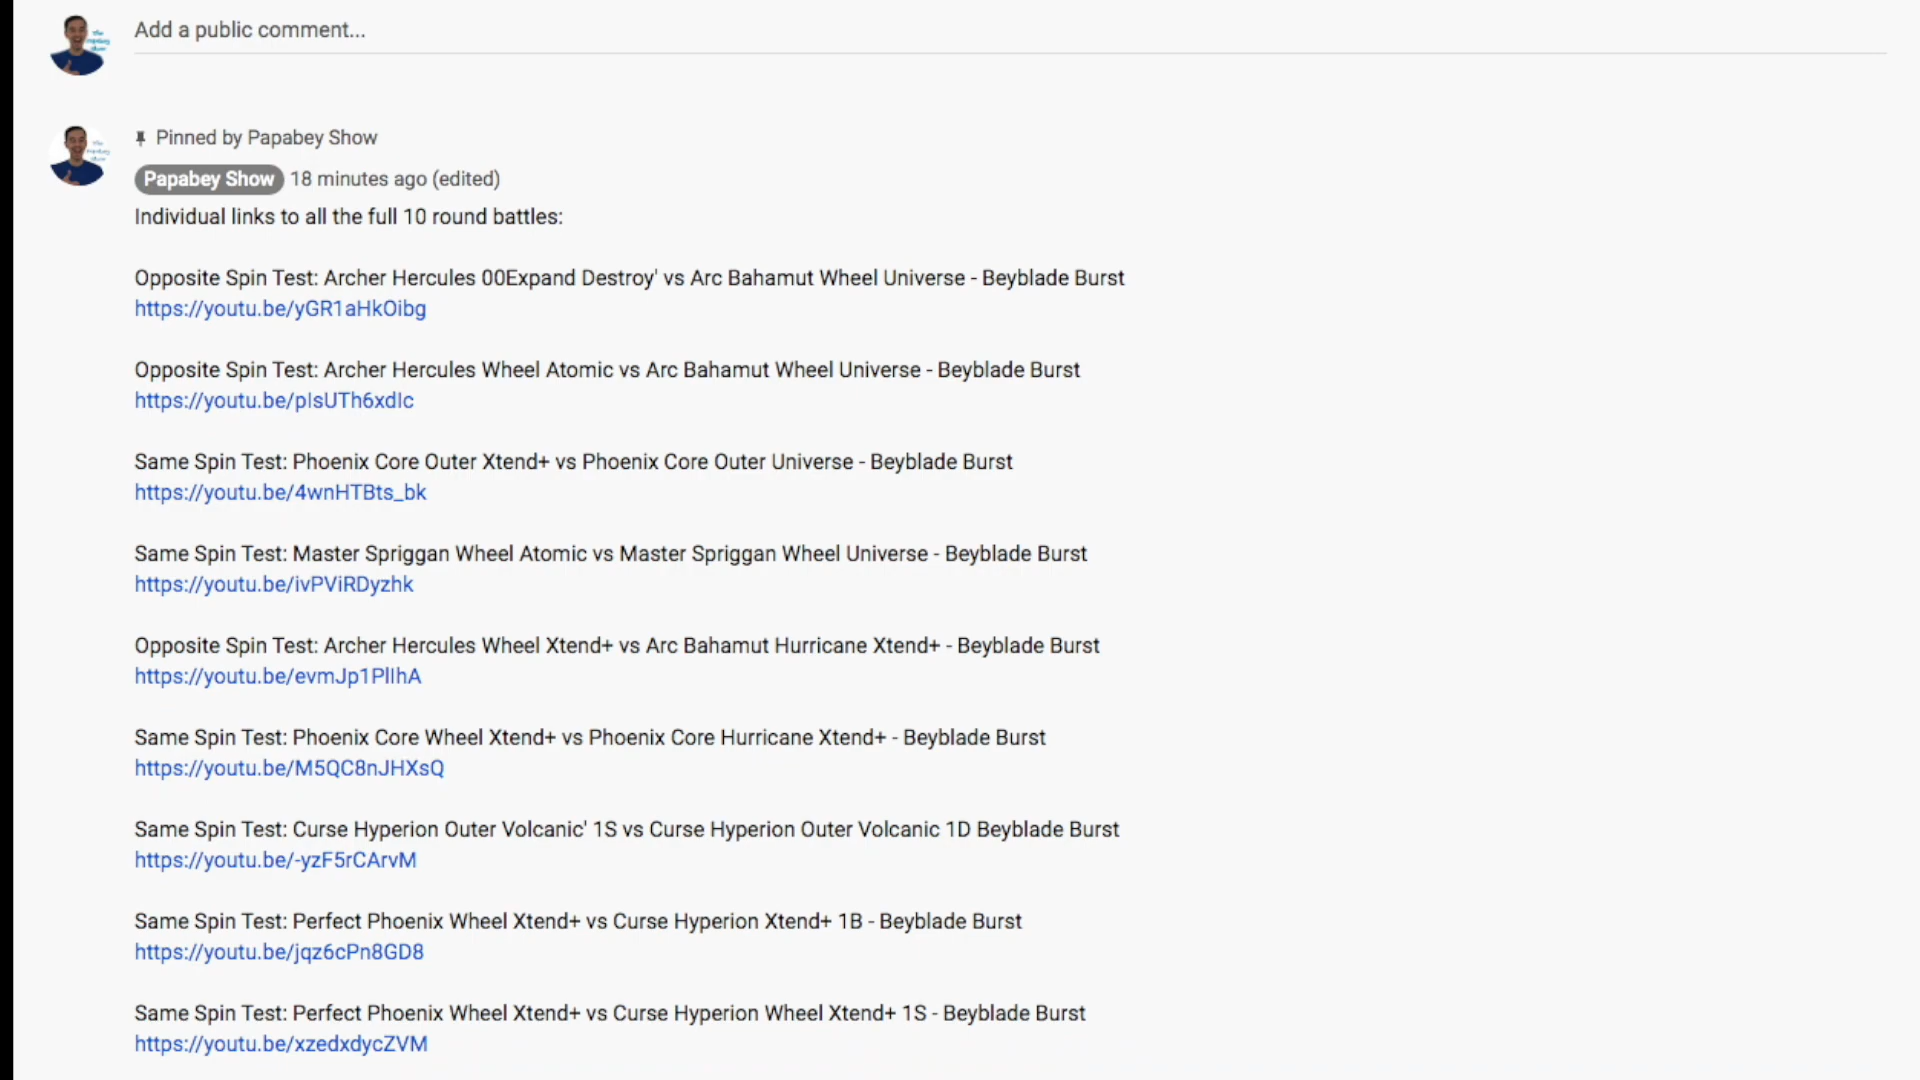 Add a public comment...
Pinned by Papabey Show
Papabey Show 18 minutes ago (edited)
Individual links to all the full 10 round battles:
Opposite Spin Test: Archer Hercules 00Expand Destroy' vs Arc Bahamut Wheel Universe - Beyblade Burst
https://youtu.be/yGR1aHkOibg
Opposite Spin Test: Archer Hercules Wheel Atomic vs Arc Bahamut Wheel Universe - Beyblade Burst
https://youtu.be/pIsUTh6xdIc
Same Spin Test: Phoenix Core Outer Xtend+ vs Phoenix Core Outer Universe - Beyblade Burst
https://youtu.be/4wnHTBts_bk
Same Spin Test: Master Spriggan Wheel Atomic vs Master Spriggan Wheel Universe - Beyblade Burst
https://youtu.be/ivPViRDyzhk
Opposite Spin Test: Archer Hercules Wheel Xtend+ vs Arc Bahamut Hurricane Xtend+ - Beyblade Burst
https://youtu.be/evmJp1PlIhA
Same Spin Test: Phoenix Core Wheel Xtend+ vs Phoenix Core Hurricane Xtend+ - Beyblade Burst
https://youtu.be/M5QC8nJHXsQ
Same Spin Test: Curse Hyperion Outer Volcanic' 1S vs Curse Hyperion Outer Volcanic 1D Beyblade Burst
https://youtu.be/-yzF5rCArvM
Same Spin Test: Perfect Phoenix Wheel Xtend+ vs Curse Hyperion Xtend+ 1B - Beyblade Burst
https://youtu.be/jqz6cPn8GD8
Same Spin Test: Perfect Phoenix Wheel Xtend+ vs Curse Hyperion Wheel Xtend+ 1S - Beyblade Burst
https://youtu.be/xzedxdycZVM